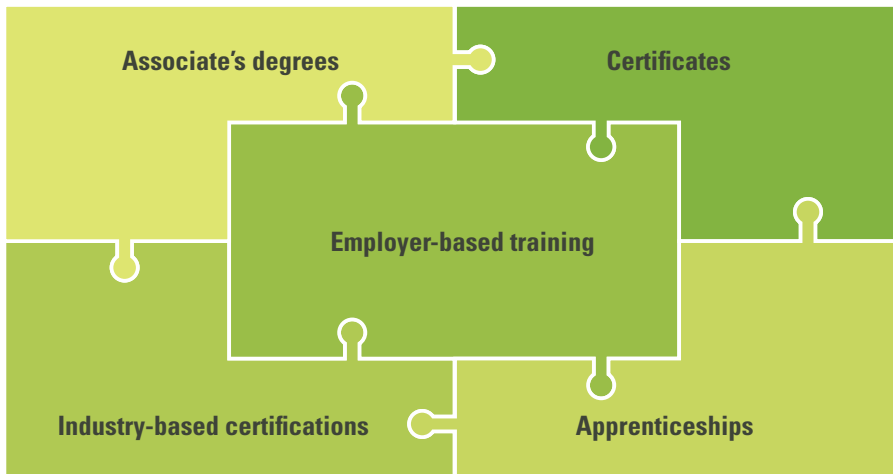 Associate’s degrees
Certificates
Employer-based training
Industry-based certifications
Apprenticeships